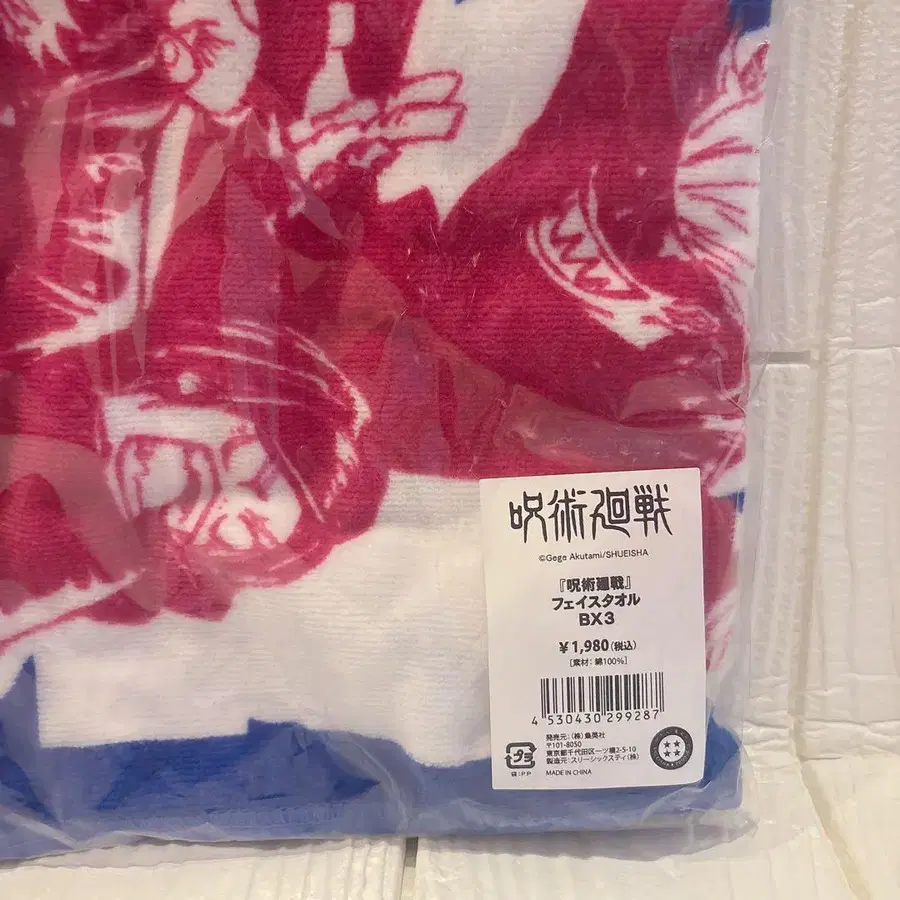 呪術廻戦
©Gege Akutami/SHUEISHA
『呪術廻戦』
フェイスタオル
BX3
¥1,980(税込)
[素材：綿100%]
4 530430 299287
発売元：(株)集英社
〒101-8050
東京都千代田区一ツ橋2-5-10
製造元：スリーシックスティ(株)
プラ
袋：PP
MADE IN CHINA